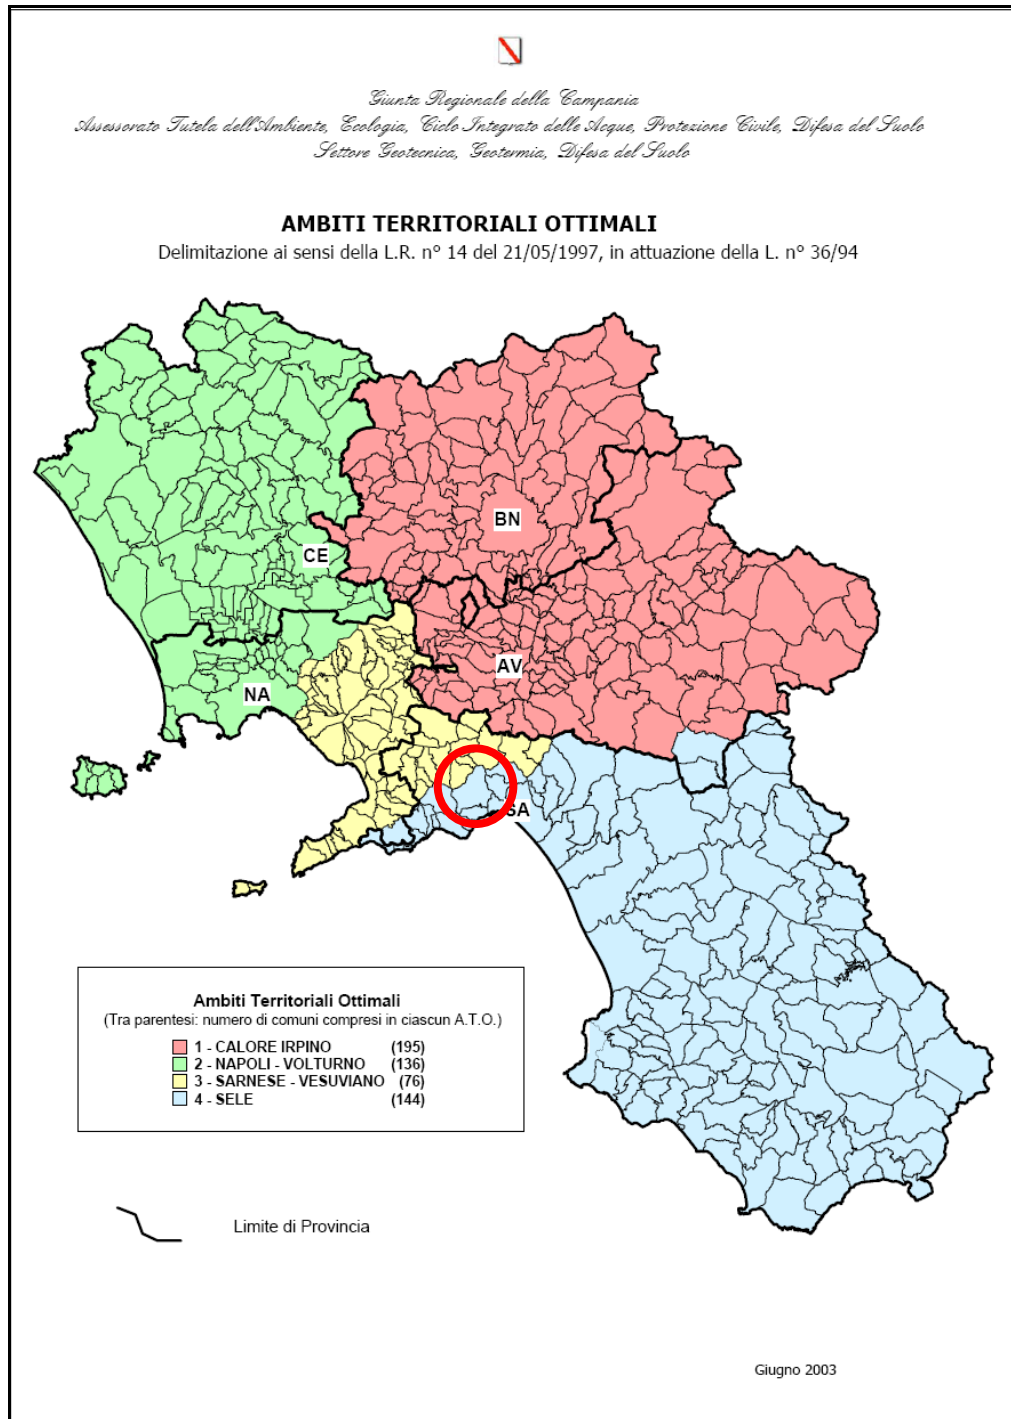 Giunta Regionale della Campania
Assessorato Tutela dell'Ambiente, Ecologia, Ciclo Integrato delle Acque, Protezione Civile, Difesa del Suolo
Settore Geotecnica, Geotermia, Difesa del Suolo
AMBITI TERRITORIALI OTTIMALI
Delimitazione ai sensi della L.R. n° 14 del 21/05/1997, in attuazione della L. n° 36/94
BN
CE
AV
NA
SA
Ambiti Territoriali Ottimali
(Tra parentesi: numero di comuni compresi in ciascun A.T.O.)
1 - CALORE IRPINO (195)
2 - NAPOLI - VOLTURNO (136)
3 - SARNESE - VESUVIANO (76)
4 - SELE (144)
Limite di Provincia
Giugno 2003